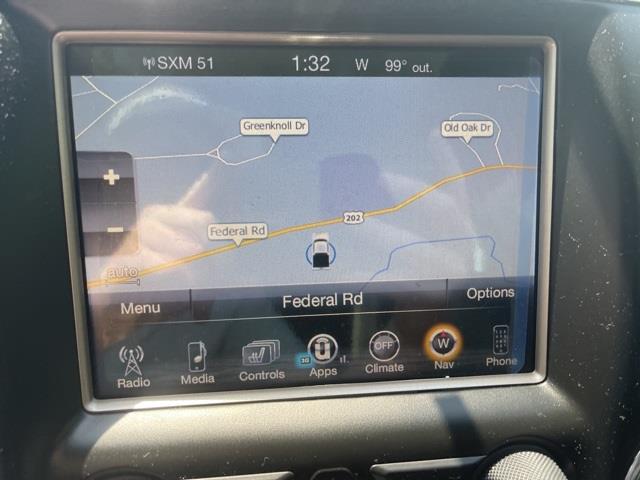 SXM 51 1:32 W 99° out.
Greenknoll Dr Old Oak Dr
+
202
Federal Rd
−
auto
Menu Federal Rd Options
3G OFF W
Radio Media Controls Apps Climate Nav Phone